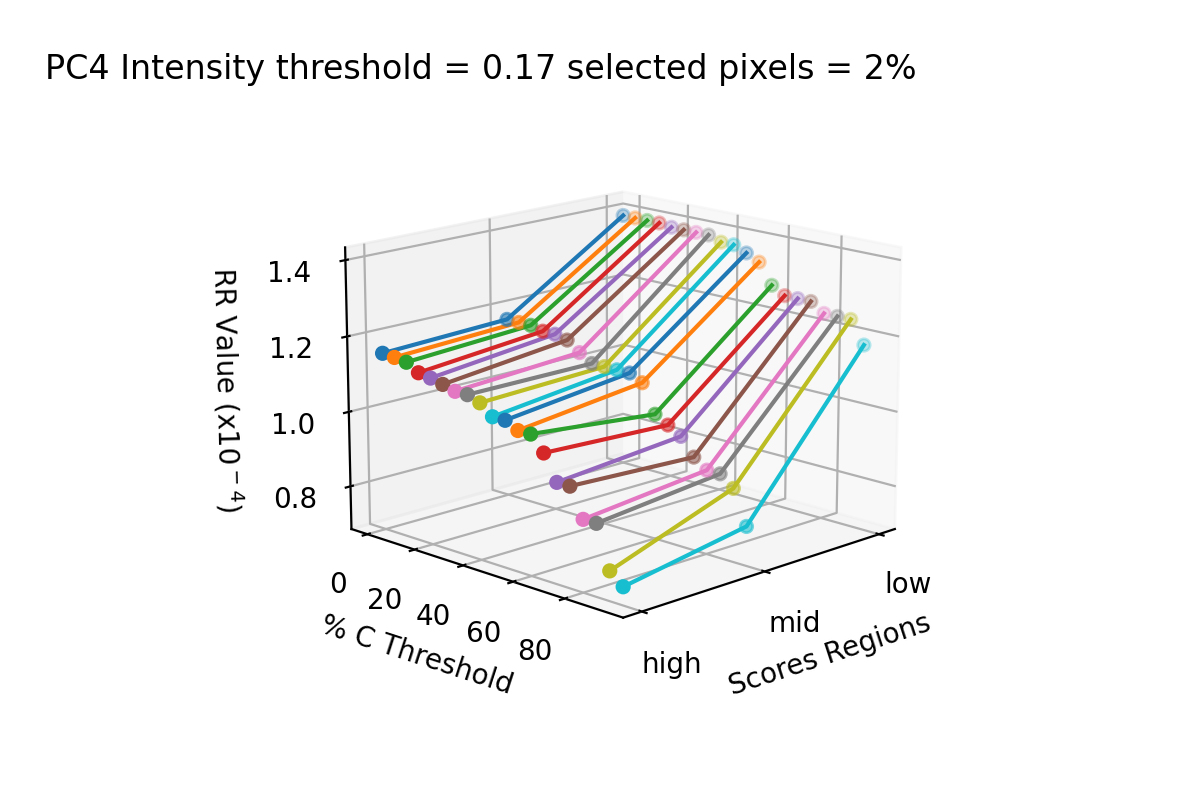 PC4 Intensity threshold = 0.17 selected pixels = 2%
1.4
1.2
1.0
0.8
RR Value (x10⁻⁴)
0
20
40
60
80
% C Threshold
high
mid
low
Scores Regions